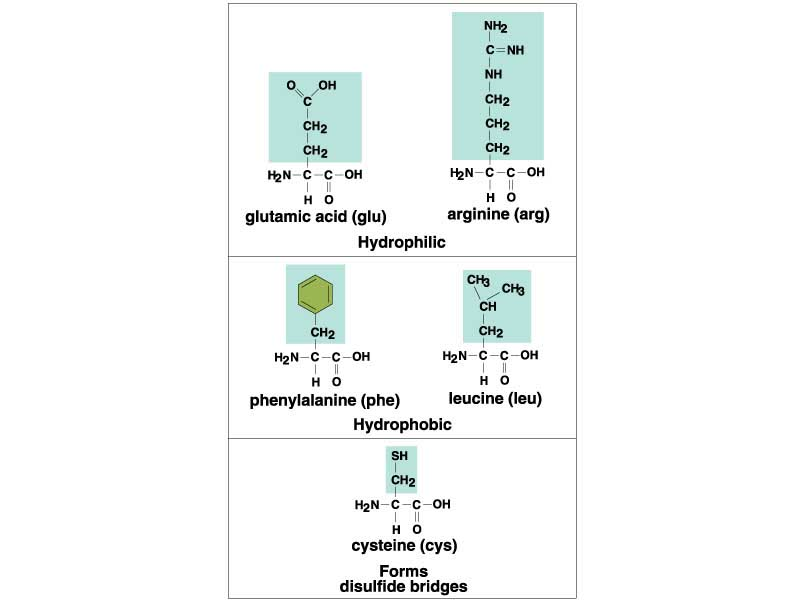 NH2
C=NH
NH
CH2
CH2
CH2
H2N-C-C-OH
H O
arginine (arg)
O OH
C
CH2
CH2
H2N-C-C-OH
H O
glutamic acid (glu)
Hydrophilic
CH2
H2N-C-C-OH
H O
phenylalanine (phe)
CH3
CH3
CH
CH2
H2N-C-C-OH
H O
leucine (leu)
Hydrophobic
SH
CH2
H2N-C-C-OH
H O
cysteine (cys)
Forms
disulfide bridges